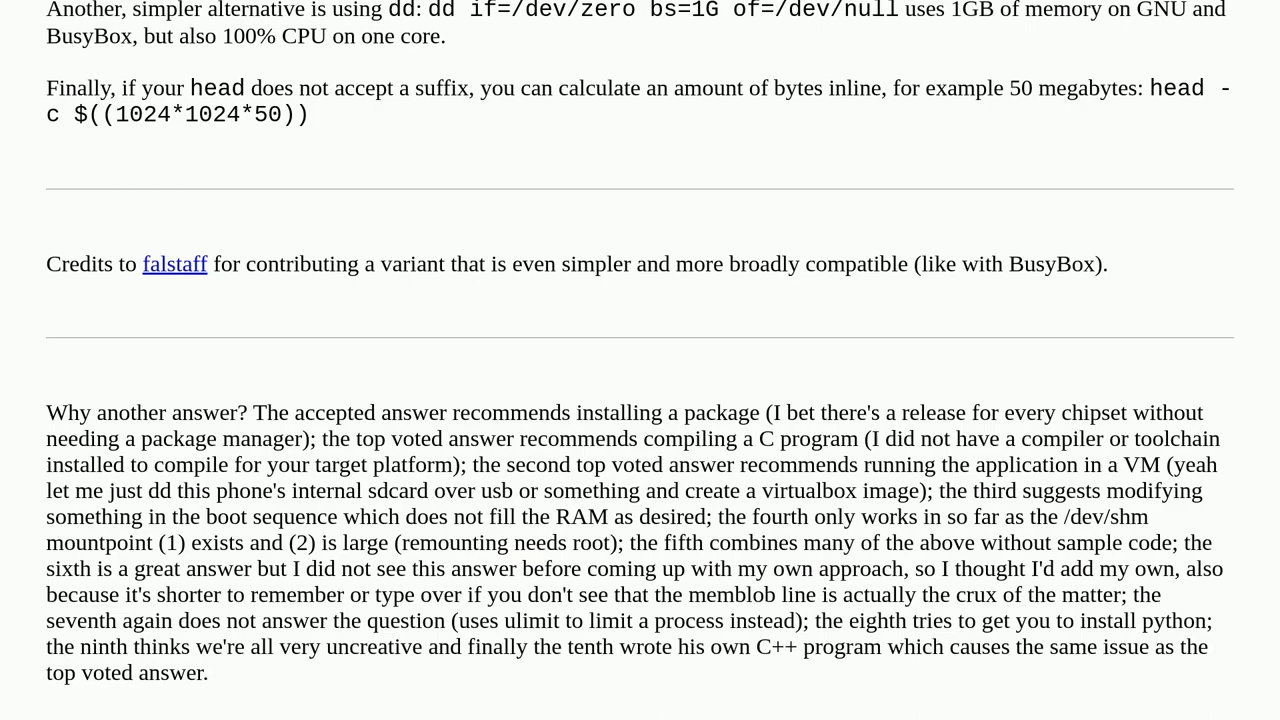 Another, simpler alternative is using dd: dd if=/dev/zero bs=1G of=/dev/null uses 1GB of memory on GNU and
BusyBox, but also 100% CPU on one core.
Finally, if your head does not accept a suffix, you can calculate an amount of bytes inline, for example 50 megabytes: head -
c $((1024*1024*50))
Credits to falstaff for contributing a variant that is even simpler and more broadly compatible (like with BusyBox).
Why another answer? The accepted answer recommends installing a package (I bet there's a release for every chipset without
needing a package manager); the top voted answer recommends compiling a C program (I did not have a compiler or toolchain
installed to compile for your target platform); the second top voted answer recommends running the application in a VM (yeah
let me just dd this phone's internal sdcard over usb or something and create a virtualbox image); the third suggests modifying
something in the boot sequence which does not fill the RAM as desired; the fourth only works in so far as the /dev/shm
mountpoint (1) exists and (2) is large (remounting needs root); the fifth combines many of the above without sample code; the
sixth is a great answer but I did not see this answer before coming up with my own approach, so I thought I'd add my own, also
because it's shorter to remember or type over if you don't see that the memblob line is actually the crux of the matter; the
seventh again does not answer the question (uses ulimit to limit a process instead); the eighth tries to get you to install python;
the ninth thinks we're all very uncreative and finally the tenth wrote his own C++ program which causes the same issue as the
top voted answer.